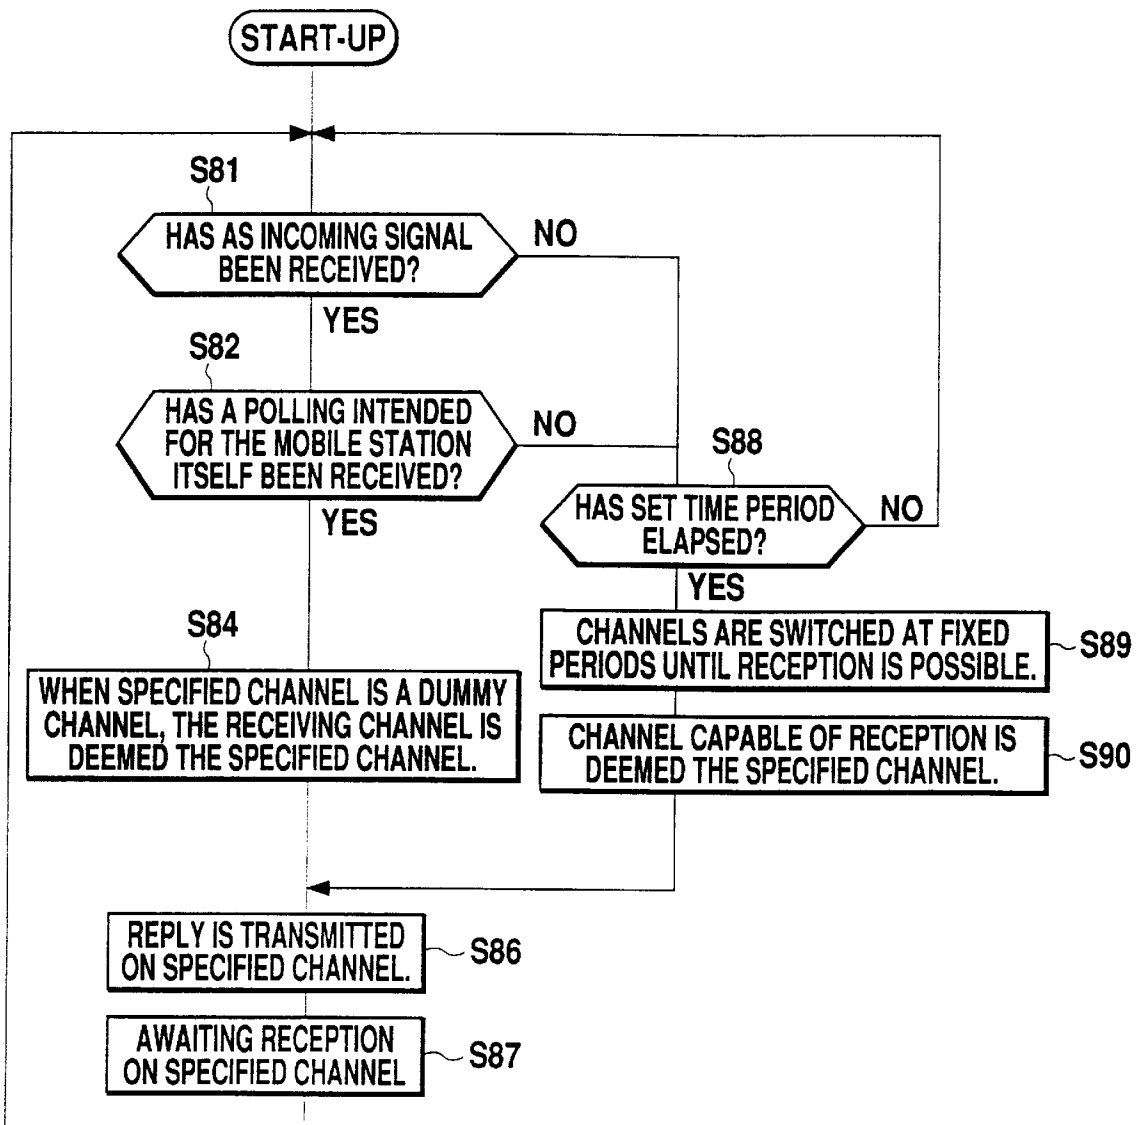 START-UP
S81
HAS AS INCOMING SIGNAL
BEEN RECEIVED?
NO
YES
S82
HAS A POLLING INTENDED
FOR THE MOBILE STATION
ITSELF BEEN RECEIVED?
NO
YES
S88
HAS SET TIME PERIOD
ELAPSED?
NO
YES
S84
WHEN SPECIFIED CHANNEL IS A DUMMY
CHANNEL, THE RECEIVING CHANNEL IS
DEEMED THE SPECIFIED CHANNEL.
CHANNELS ARE SWITCHED AT FIXED
PERIODS UNTIL RECEPTION IS POSSIBLE.
S89
CHANNEL CAPABLE OF RECEPTION IS
DEEMED THE SPECIFIED CHANNEL.
S90
REPLY IS TRANSMITTED
ON SPECIFIED CHANNEL.
S86
AWAITING RECEPTION
ON SPECIFIED CHANNEL
S87